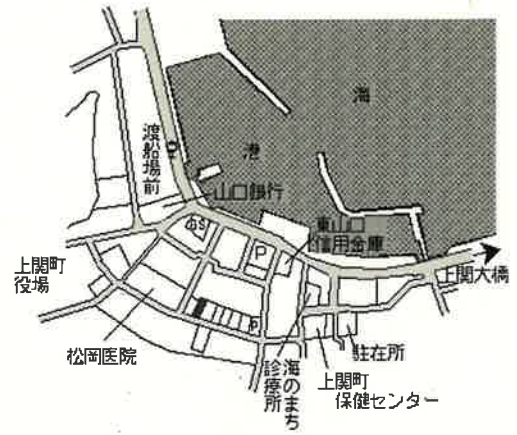 海
港
渡船場前
山口銀行
東山口
信用金庫
GS
P
上関町
役場
上関大橋
P
松岡医院
海のまち
診療所
駐在所
上関町
保健センター